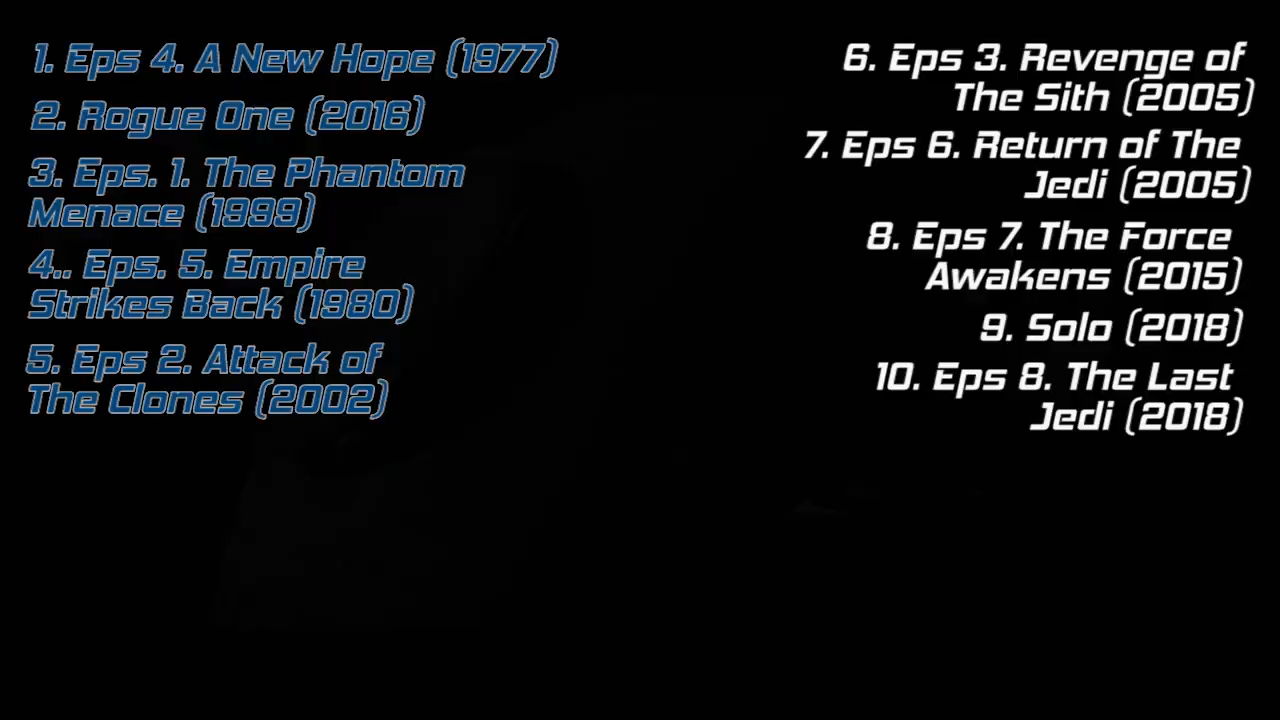 1. Eps 4. A New Hope (1977)
2. Rogue One (2016)
3. Eps. 1. The Phantom
Menace (1999)
4.. Eps. 5. Empire
Strikes Back (1980)
5. Eps 2. Attack of
The Clones (2002)
6. Eps 3. Revenge of
The Sith (2005)
7. Eps 6. Return of The
Jedi (2005)
8. Eps 7. The Force
Awakens (2015)
9. Solo (2018)
10. Eps 8. The Last
Jedi (2018)